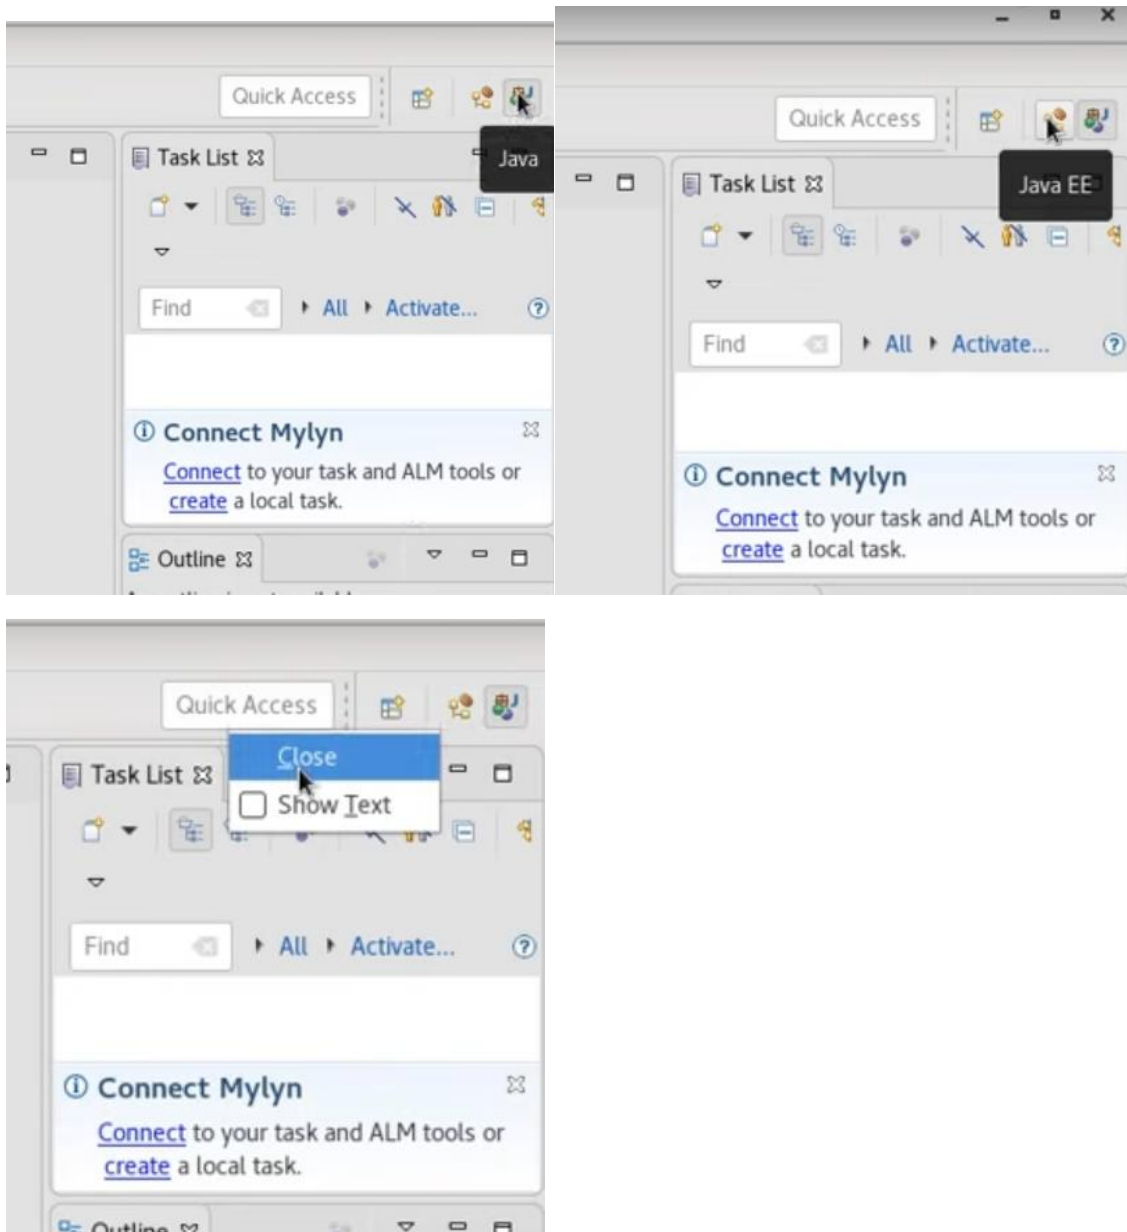 Quick Access
Task List
Java
Find
All
Activate...
Connect Mylyn
Connect to your task and ALM tools or
create a local task.
Outline
Quick Access
Task List
Java EE
Find
All
Activate...
Connect Mylyn
Connect to your task and ALM tools or
create a local task.
Quick Access
Close
Task List
Show Text
Find
All
Activate...
Connect Mylyn
Connect to your task and ALM tools or
create a local task.
Outline